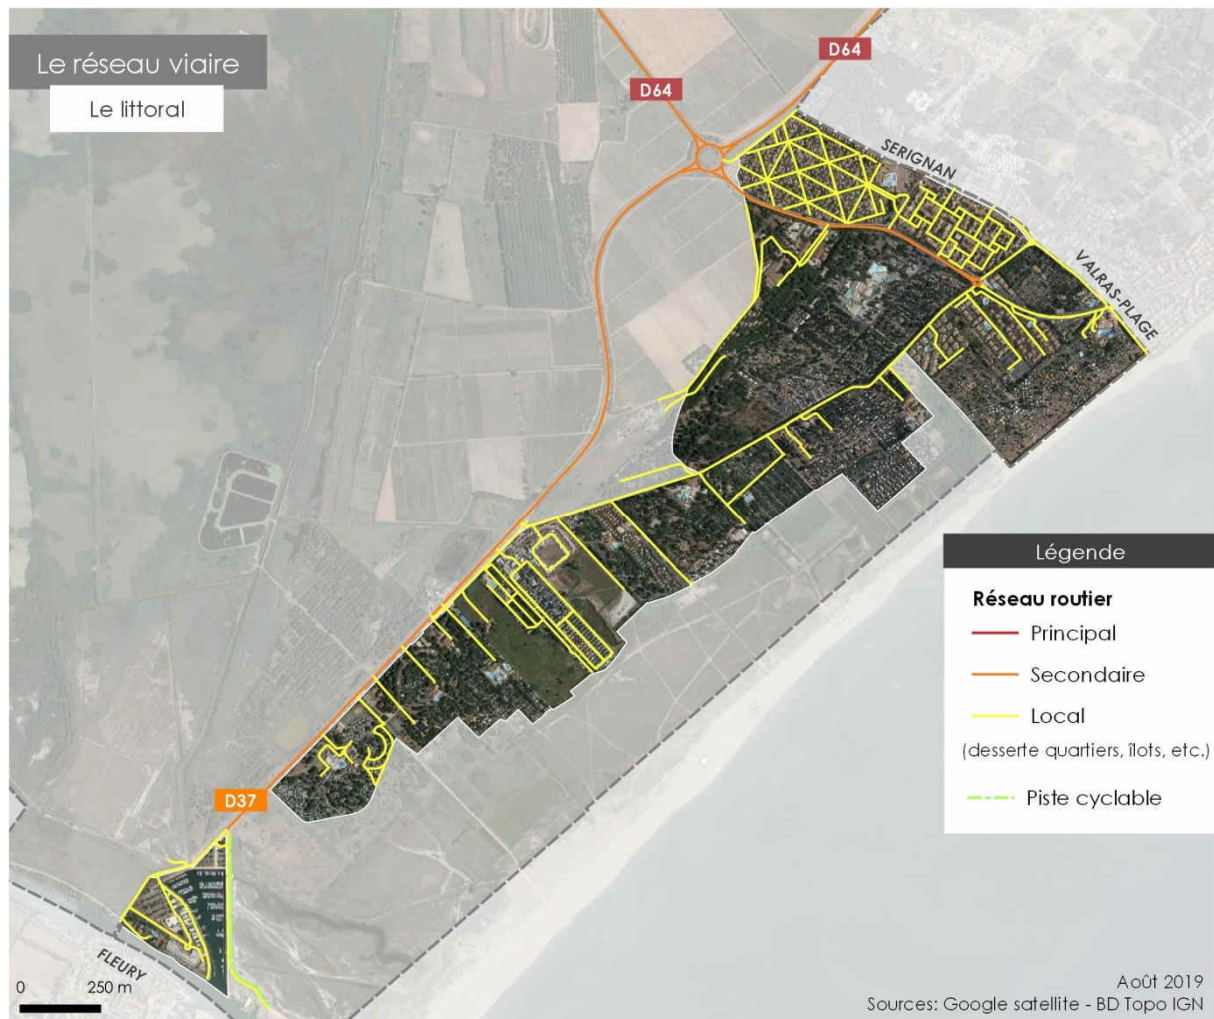 Le réseau viaire
Le littoral
D64
D64
SERIGNAN
VALRAS-PLAGE
Légende
Réseau routier
Principal
Secondaire
Local
(desserte quartiers, îlots, etc.)
Piste cyclable
D37
FLEURY
0 250 m
Août 2019
Sources: Google satellite - BD Topo IGN